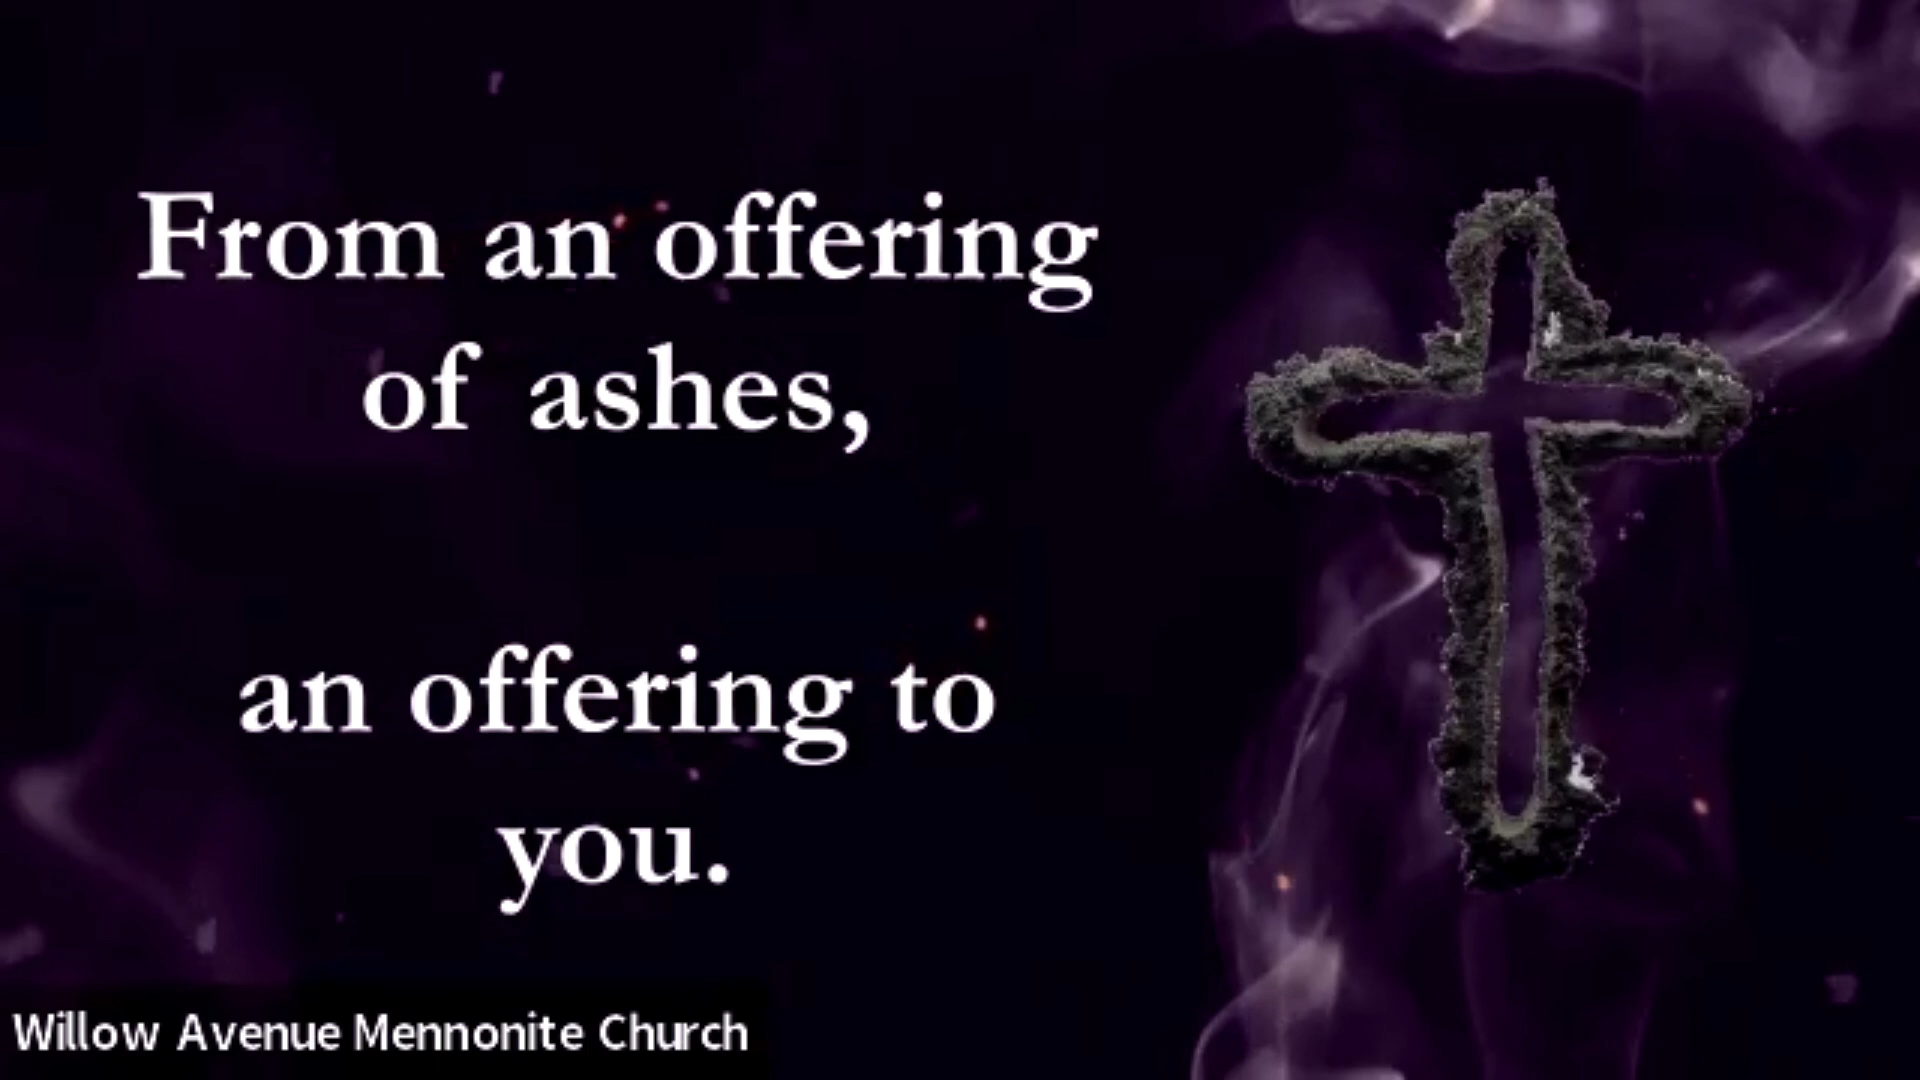 From an offering
of ashes,
an offering to
you.
Willow Avenue Mennonite Church